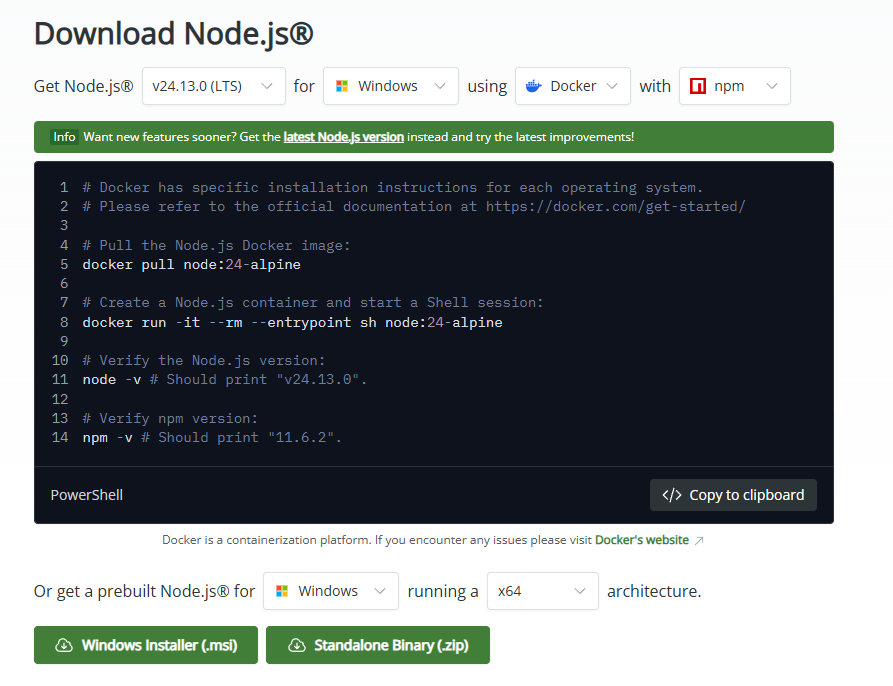 Download Node.js®
Get Node.js® v24.13.0 (LTS) for Windows using Docker with npm
Info Want new features sooner? Get the latest Node.js version instead and try the latest improvements!
1 # Docker has specific installation instructions for each operating system.
2 # Please refer to the official documentation at https://docker.com/get-started/
3
4 # Pull the Node.js Docker image:
5 docker pull node:24-alpine
6
7 # Create a Node.js container and start a Shell session:
8 docker run -it --rm --entrypoint sh node:24-alpine
9
10 # Verify the Node.js version:
11 node -v # Should print "v24.13.0".
12
13 # Verify npm version:
14 npm -v # Should print "11.6.2".
PowerShell </> Copy to clipboard
Docker is a containerization platform. If you encounter any issues please visit Docker's website ↗
Or get a prebuilt Node.js® for Windows running a x64 architecture.
Windows Installer (.msi) Standalone Binary (.zip)